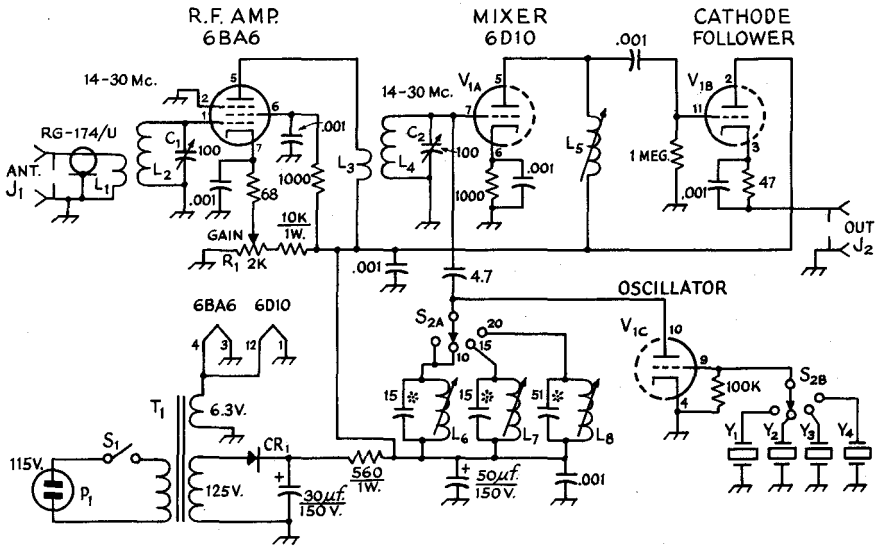 R.F. AMP.
6BA6
MIXER
6D10
CATHODE
FOLLOWER
.001
14-30 Mc.
5
2
1
6
7
14-30 Mc.
V1A
5
7
6
V1B
2
11
3
RG-174/U
C1
100
.001
C2
100
L5
ANT.
J1
L1
L2
.001
68
1000
L3
L4
1000
.001
1 MEG.
.001
47
GAIN
R1
2K
10K
1W.
.001
4.7
OUT
J2
6BA6
6D10
4
3
12
1
S2A
20
15
10
OSCILLATOR
V1C
10
9
4
100K
S2B
15
*
L6
15
*
L7
51
*
L8
Y1
Y2
Y3
Y4
T1
6.3V.
S1
115V.
P1
125V.
CR1
+
30µf.
150V.
560
1W.
+
50µf.
150V.
.001